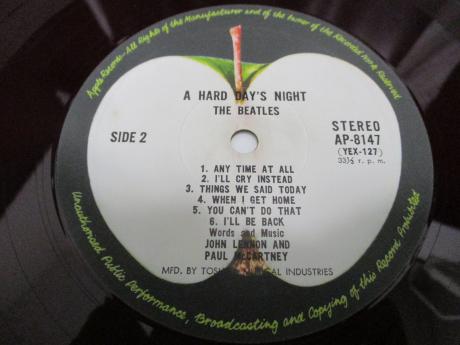 Apple Records-All Rights of the Manufacturer and of the Owner of the Recorded Work Reserved
A HARD DAY'S NIGHT
THE BEATLES
SIDE 2
STEREO
AP-8147
(YEX-127)
33⅓ r. p. m.
1. ANY TIME AT ALL
2. I'LL CRY INSTEAD
3. THINGS WE SAID TODAY
4. WHEN I GET HOME
5. YOU CAN'T DO THAT
6. I'LL BE BACK
Words and Music
JOHN LENNON AND
PAUL McCARTNEY
MFD. BY INDUSTRIES
Unauthorised Public Performance, Broadcasting and Copying of this Record Prohibited